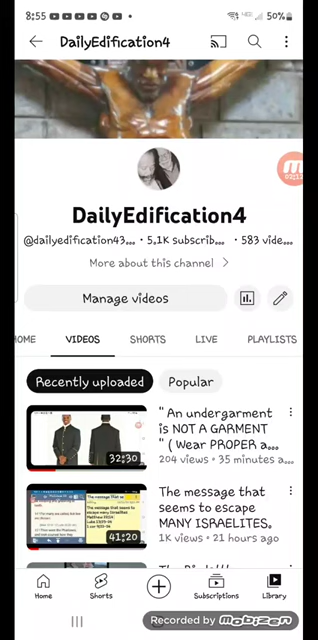 8:55 50%
DailyEdification4
02:12
DailyEdification4
@dailyedification43... · 5.1K subscrib... · 583 vide...
More about this channel
Manage videos
HOME VIDEOS SHORTS LIVE PLAYLISTS
Recently uploaded Popular
" An undergarment
is NOT A GARMENT
" ( Wear PROPER a...
204 views · 35 minutes a...
32:30
The message that
seems to escape
MANY ISRAELITES.
1K views · 21 hours ago
41:20
Home Shorts Subscriptions Library
Recorded by mobizen